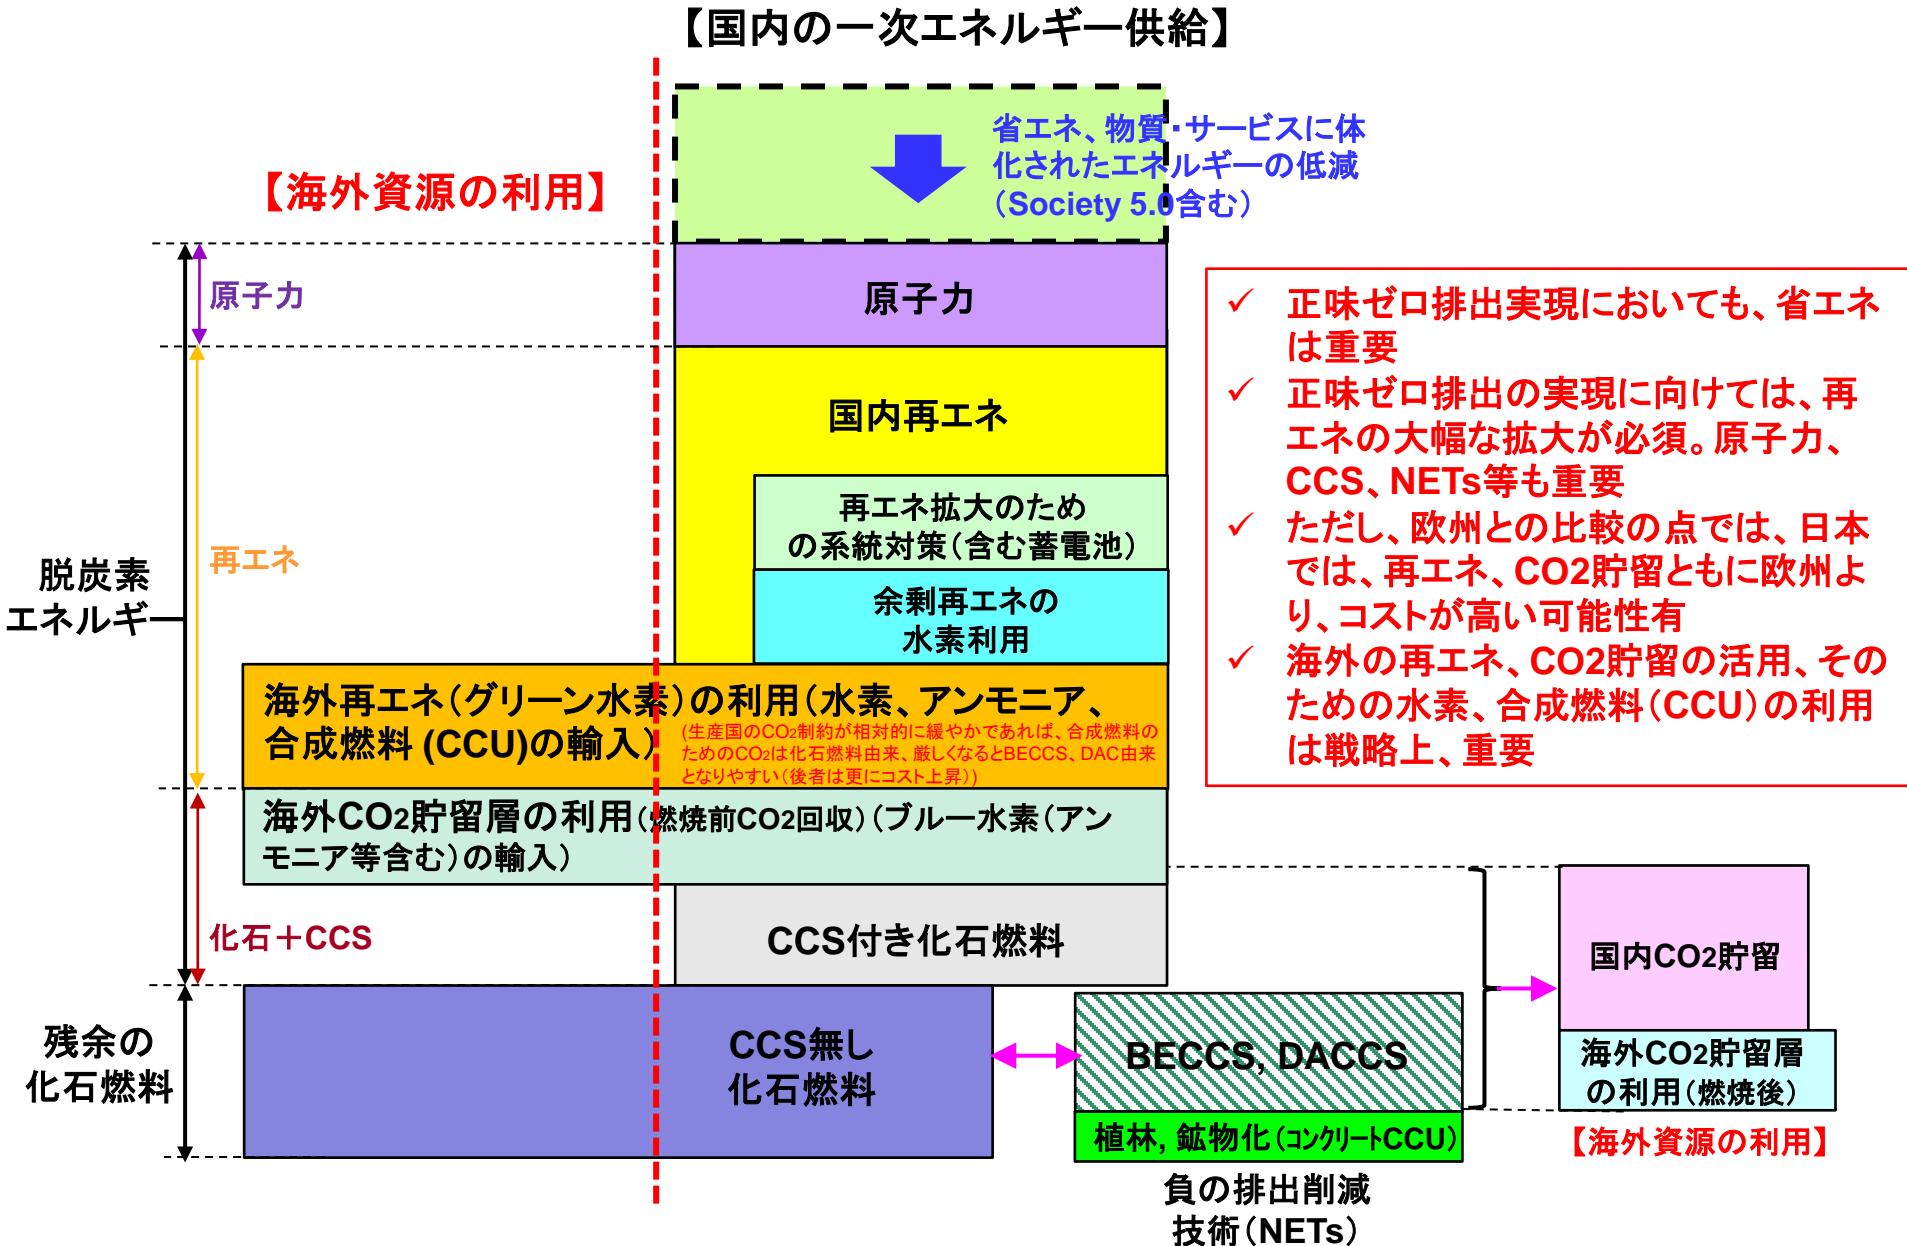 【国内の一次エネルギー供給】
省エネ、物質・サービスに体
化されたエネルギーの低減
（Society 5.0含む）
【海外資源の利用】
原子力
原子力
国内再エネ
再エネ拡大のため
の系統対策（含む蓄電池）
余剰再エネの
水素利用
再エネ
脱炭素
エネルギー
海外再エネ（グリーン水素）の利用（水素、アンモニア、
合成燃料 (CCU)の輸入）
(生産国のCO2制約が相対的に緩やかであれば、合成燃料の
ためのCO2は化石燃料由来、厳しくなるとBECCS、DAC由来
となりやすい（後者は更にコスト上昇）)
海外CO2貯留層の利用（燃焼前CO2回収）（ブルー水素（アン
モニア等含む）の輸入）
化石＋CCS
CCS付き化石燃料
残余の
化石燃料
CCS無し
化石燃料
BECCS, DACCS
植林, 鉱物化（コンクリートCCU）
負の排出削減
技術（NETs）
✓ 正味ゼロ排出実現においても、省エネ
は重要
✓ 正味ゼロ排出の実現に向けては、再
エネの大幅な拡大が必須。原子力、
CCS、NETs等も重要
✓ ただし、欧州との比較の点では、日本
では、再エネ、CO2貯留ともに欧州よ
り、コストが高い可能性有
✓ 海外の再エネ、CO2貯留の活用、その
ための水素、合成燃料（CCU）の利用
は戦略上、重要
国内CO2貯留
海外CO2貯留層
の利用（燃焼後）
【海外資源の利用】